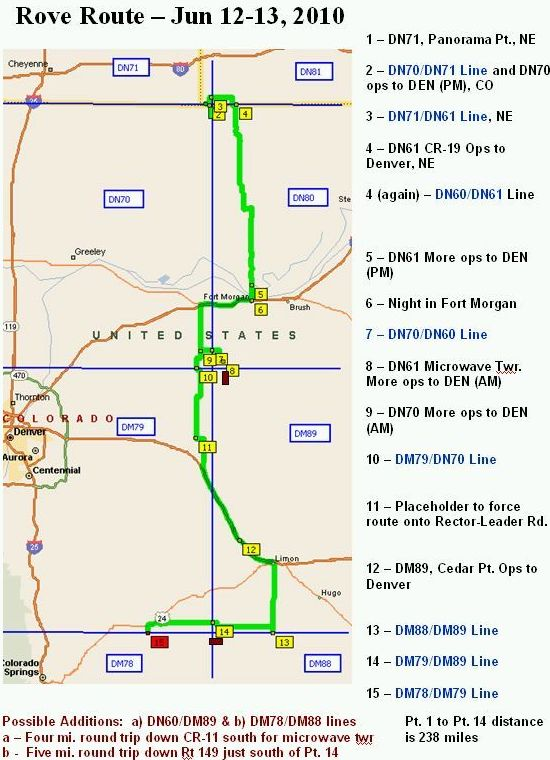 Rove Route – Jun 12-13, 2010
Cheyenne
DN71
80
DN81
3
2
4
DN70
DN80
Ste
Greeley
Fort Morgan
5
6
Brush
119
UNITED STATES
9
7
8
10
470
Thornton
COLORADO
DM79
DM89
Denver
Aurora
Centennial
11
12
Limon
25
Hugo
24
15
14
13
DM78
DM88
Colorado
Springs
1 – DN71, Panorama Pt., NE
2 – DN70/DN71 Line and DN70
ops to DEN (PM), CO
3 – DN71/DN61 Line, NE
4 – DN61 CR-19 Ops to
Denver, NE
4 (again) – DN60/DN61 Line
5 – DN61 More ops to DEN
(PM)
6 – Night in Fort Morgan
7 – DN70/DN60 Line
8 – DN61 Microwave Twr.
More ops to DEN (AM)
9 – DN70 More ops to DEN
(AM)
10 – DM79/DN70 Line
11 – Placeholder to force
route onto Rector-Leader Rd.
12 – DM89, Cedar Pt. Ops to
Denver
13 – DM88/DM89 Line
14 – DM79/DM89 Line
15 – DM78/DM79 Line
Possible Additions: a) DN60/DM89 & b) DM78/DM88 lines
a – Four mi. round trip down CR-11 south for microwave twr
b - Five mi. round trip down Rt 149 just south of Pt. 14
Pt. 1 to Pt. 14 distance
is 238 miles